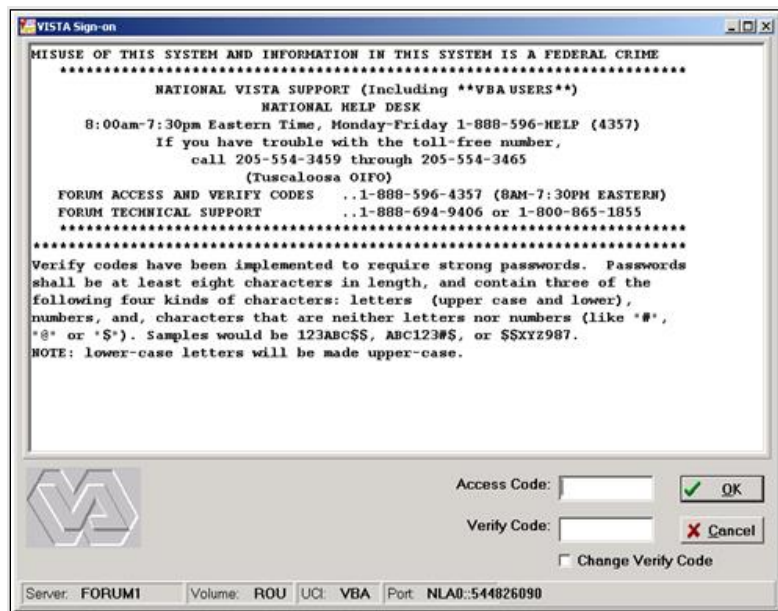 VISTA Sign-on
MISUSE OF THIS SYSTEM AND INFORMATION IN THIS SYSTEM IS A FEDERAL CRIME
***********************************************************************
NATIONAL VISTA SUPPORT (Including **VBA USERS**)
NATIONAL HELP DESK
8:00am-7:30pm Eastern Time, Monday-Friday 1-888-596-HELP (4357)
If you have trouble with the toll-free number,
call 205-554-3459 through 205-554-3465
(Tuscaloosa OIFO)
FORUM ACCESS AND VERIFY CODES ..1-888-596-4357 (8AM-7:30PM EASTERN)
FORUM TECHNICAL SUPPORT ..1-888-694-9406 or 1-800-865-1855
***********************************************************************
**************************************************************************
Verify codes have been implemented to require strong passwords. Passwords
shall be at least eight characters in length, and contain three of the
following four kinds of characters: letters (upper case and lower),
numbers, and, characters that are neither letters nor numbers (like "#",
"@" or "$"). Samples would be 123ABC$$, ABC123#$, or $$XYZ987.
NOTE: lower-case letters will be made upper-case.
Access Code:
OK
Verify Code:
Cancel
Change Verify Code
Server: FORUM1 Volume: ROU UCI: VBA Port: NLA0::544826090